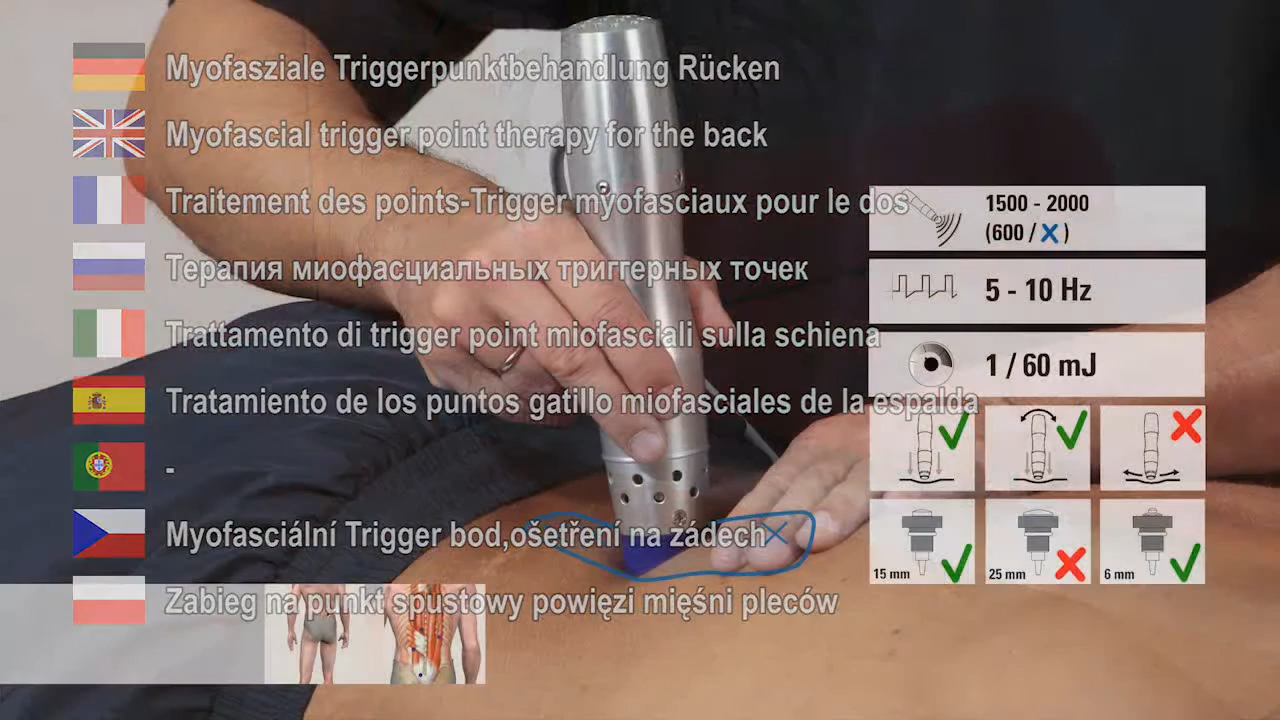 Myofasziale Triggerpunktbehandlung Rücken
Myofascial trigger point therapy for the back
Traitement des points-Trigger myofasciaux pour le dos
Терапия миофасциальных триггерных точек
Trattamento di trigger point miofasciali sulla schiena
Tratamiento de los puntos gatillo miofasciales de la espalda
-
Myofasciální Trigger bod,ošetření na zádech
Zabieg na punkt spustowy powięzi mięśni pleców
1500 - 2000
(600 / X)
5 - 10 Hz
1 / 60 mJ
15 mm
25 mm
6 mm